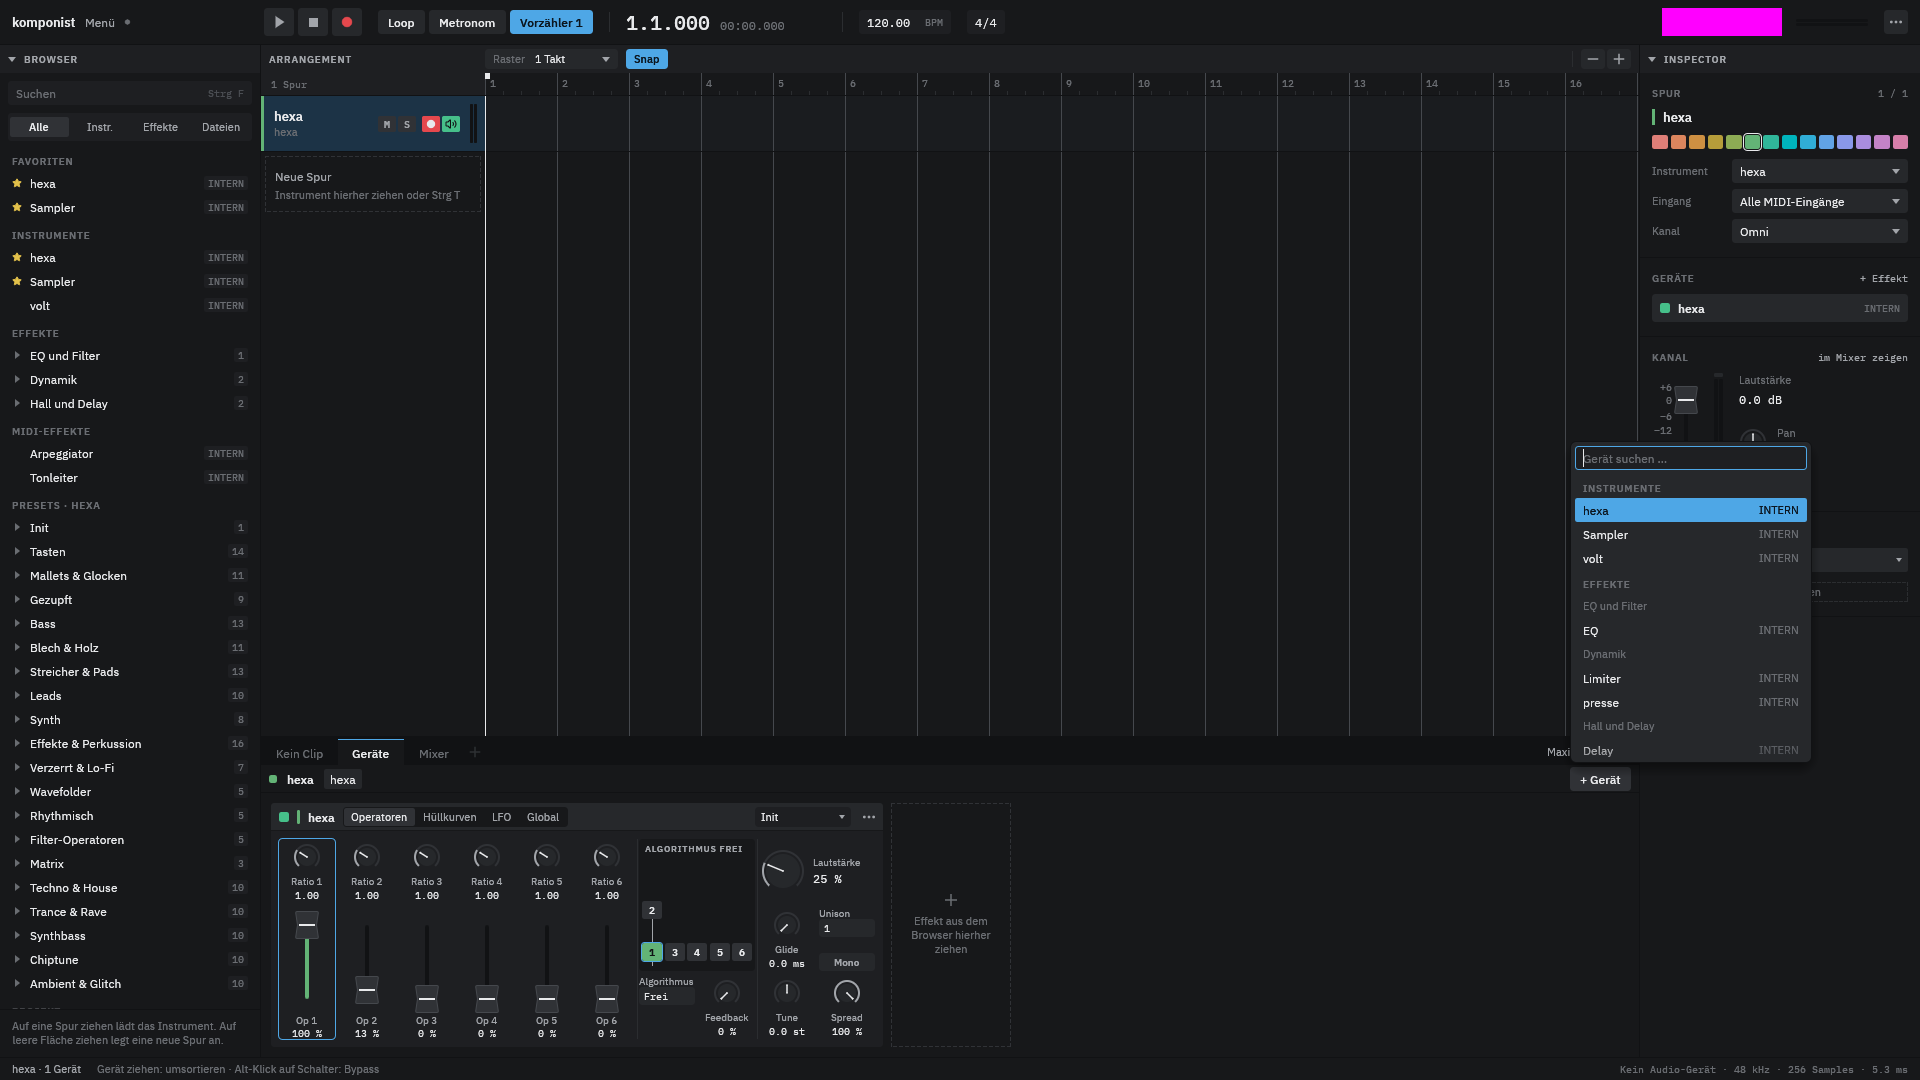 komponist Menü
Loop Metronom Vorzähler 1 1.1.000 00:00.000 120.00 BPM 4/4
BROWSER
Suchen Strg F
Alle Instr. Effekte Dateien
FAVORITEN
hexa INTERN
Sampler INTERN
INSTRUMENTE
hexa INTERN
Sampler INTERN
volt INTERN
EFFEKTE
EQ und Filter 1
Dynamik 2
Hall und Delay 2
MIDI-EFFEKTE
Arpeggiator INTERN
Tonleiter INTERN
PRESETS · HEXA
Init 1
Tasten 14
Mallets & Glocken 11
Gezupft 9
Bass 13
Blech & Holz 11
Streicher & Pads 13
Leads 10
Synth 8
Effekte & Perkussion 16
Verzerrt & Lo-Fi 7
Wavefolder 5
Rhythmisch 5
Filter-Operatoren 5
Matrix 3
Techno & House 10
Trance & Rave 10
Synthbass 10
Chiptune 10
Ambient & Glitch 10
Auf eine Spur ziehen lädt das Instrument. Auf
leere Fläche ziehen legt eine neue Spur an.
ARRANGEMENT Raster 1 Takt Snap
1 Spur 1 2 3 4 5 6 7 8 9 10 11 12 13 14 15 16
hexa M S
hexa
Neue Spur
Instrument hierher ziehen oder Strg T
Kein Clip Geräte Mixer Maxi
hexa hexa + Gerät
hexa Operatoren Hüllkurven LFO Global Init
Ratio 1 Ratio 2 Ratio 3 Ratio 4 Ratio 5 Ratio 6
1.00 1.00 1.00 1.00 1.00 1.00
Op 1 Op 2 Op 3 Op 4 Op 5 Op 6
100 % 13 % 0 % 0 % 0 % 0 %
ALGORITHMUS FREI
2
1 3 4 5 6
Algorithmus
Frei
Feedback
0 %
Lautstärke
25 %
Glide
0.0 ms
Unison
1
Mono
Tune
0.0 st
Spread
100 %
Effekt aus dem
Browser hierher
ziehen
INSPECTOR
SPUR 1 / 1
hexa
Instrument hexa
Eingang Alle MIDI-Eingänge
Kanal Omni
GERÄTE + Effekt
hexa INTERN
KANAL im Mixer zeigen
+6
0
−6
−12
Lautstärke
0.0 dB
Pan
en
Gerät suchen ...
INSTRUMENTE
hexa INTERN
Sampler INTERN
volt INTERN
EFFEKTE
EQ und Filter
EQ INTERN
Dynamik
Limiter INTERN
presse INTERN
Hall und Delay
Delay INTERN
hexa · 1 Gerät Gerät ziehen: umsortieren · Alt-Klick auf Schalter: Bypass
Kein Audio-Gerät · 48 kHz · 256 Samples · 5.3 ms